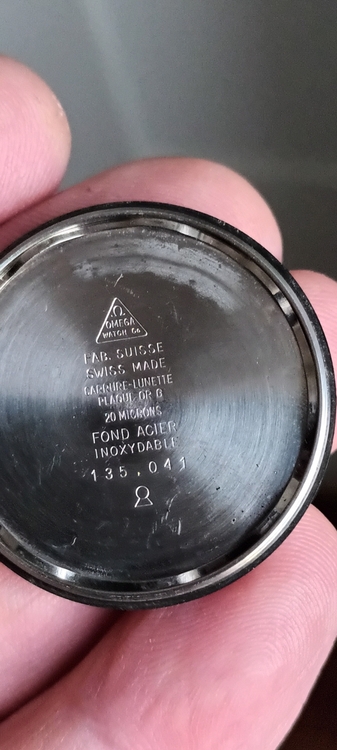 Ω
OMEGA
WATCH Co
FAB. SUISSE
SWISS MADE
CARRURE-LUNETTE
PLAQUE OR G
20 MICRONS
FOND ACIER
INOXYDABLE
135.041